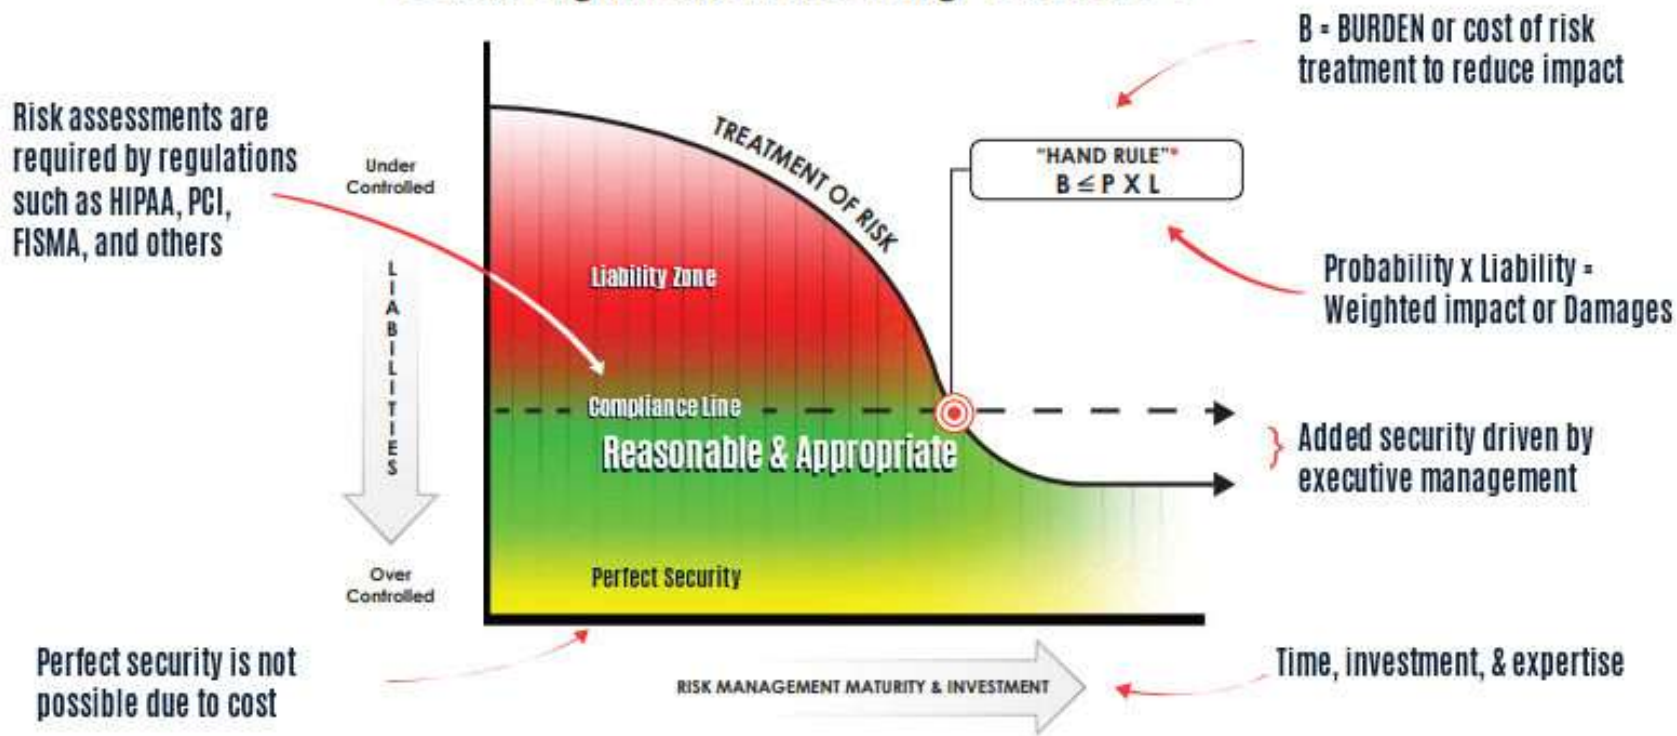 B = BURDEN or cost of risk
treatment to reduce impact
Risk assessments are
required by regulations
such as HIPAA, PCI,
FISMA, and others
Under
Controlled
TREATMENT OF RISK
"HAND RULE"*
B ≤ P X L
Liability Zone
Probability x Liability =
Weighted impact or Damages
LIABILITIES
Compliance Line
Reasonable & Appropriate
Added security driven by
executive management
Over
Controlled
Perfect Security
Perfect security is not
possible due to cost
RISK MANAGEMENT MATURITY & INVESTMENT
Time, investment, & expertise